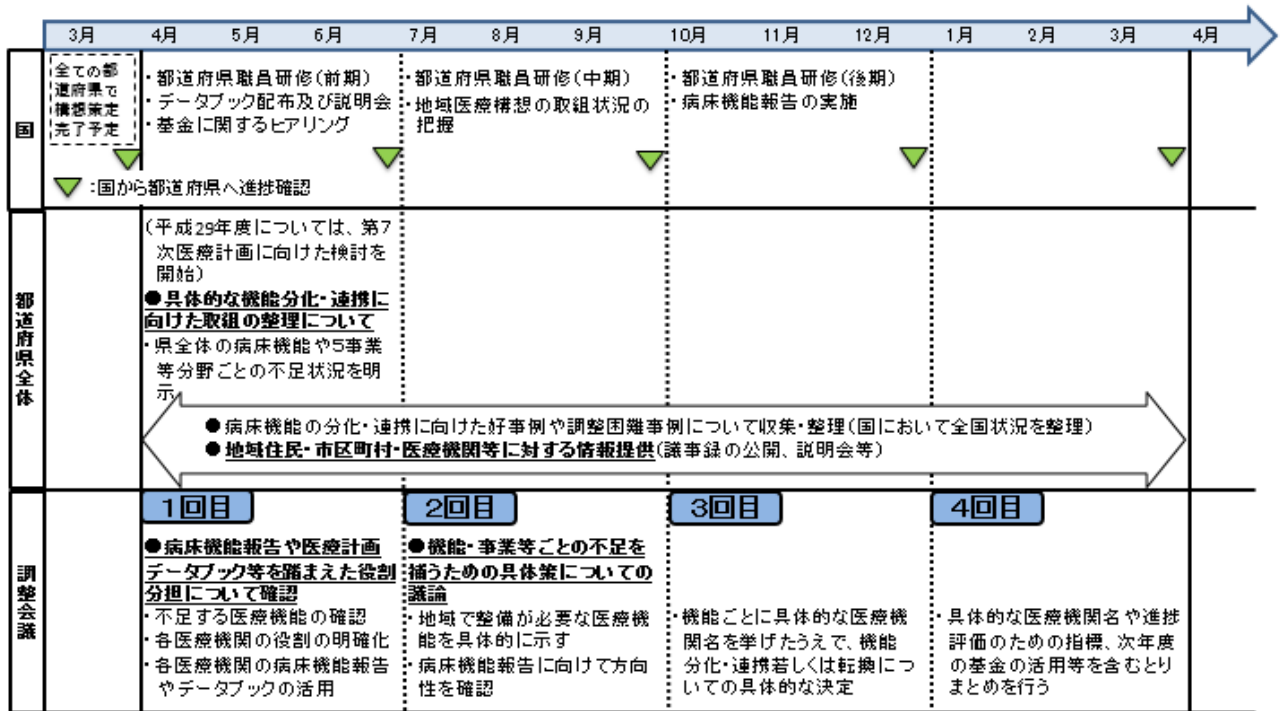 3月 4月 5月 6月 7月 8月 9月 10月 11月 12月 1月 2月 3月 4月
国
全ての都
道府県で
構想策定
完了予定
・都道府県職員研修(前期)
・データブック配布及び説明会
・基金に関するヒアリング
・都道府県職員研修(中期)
・地域医療構想の取組状況の
把握
・都道府県職員研修(後期)
・病床機能報告の実施
:国から都道府県へ進捗確認
都道府県全体
(平成29年度については、第7
次医療計画に向けた検討を
開始)
●具体的な機能分化・連携に
向けた取組の整理について
・県全体の病床機能や5事業
等分野ごとの不足状況を明
示
●病床機能の分化・連携に向けた好事例や調整困難事例について収集・整理(国において全国状況を整理)
●地域住民・市区町村・医療機関等に対する情報提供(議事録の公開、説明会等)
調整会議
1回目
●病床機能報告や医療計画
データブック等を踏まえた役割
分担について確認
・不足する医療機能の確認
・各医療機関の役割の明確化
・各医療機関の病床機能報告
やデータブックの活用
2回目
●機能・事業等ごとの不足を
補うための具体策についての
議論
・地域で整備が必要な医療機
能を具体的に示す
・病床機能報告に向けて方向
性を確認
3回目
・機能ごとに具体的な医療機
関名を挙げたうえで、機能
分化・連携若しくは転換につ
いての具体的な決定
4回目
・具体的な医療機関名や進捗
評価のための指標、次年度
の基金の活用等を含むとり
まとめを行う